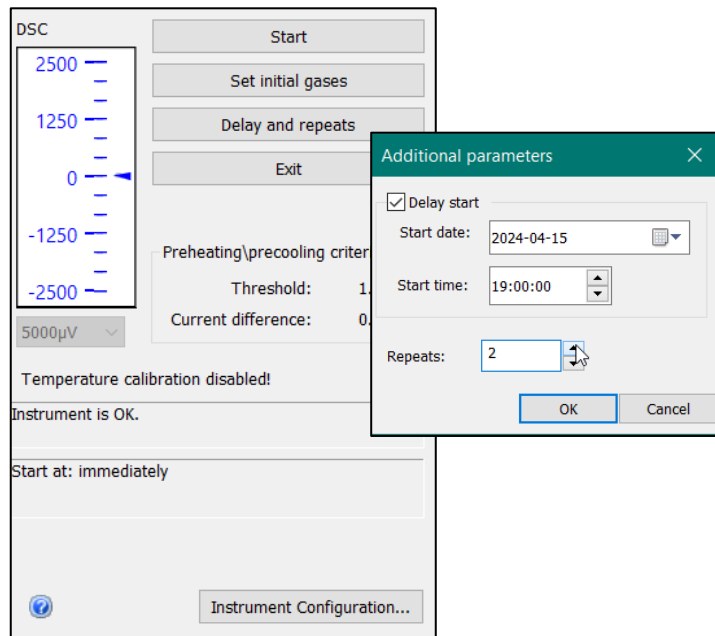 DSC
2500
1250
0
-1250
-2500
5000µV
Start
Set initial gases
Delay and repeats
Exit
Preheating\precooling criter
Threshold: 1.
Current difference: 0.
Temperature calibration disabled!
Instrument is OK.
Start at: immediately
Instrument Configuration...
Additional parameters
Delay start
Start date: 2024-04-15
Start time: 19:00:00
Repeats: 2
OK
Cancel